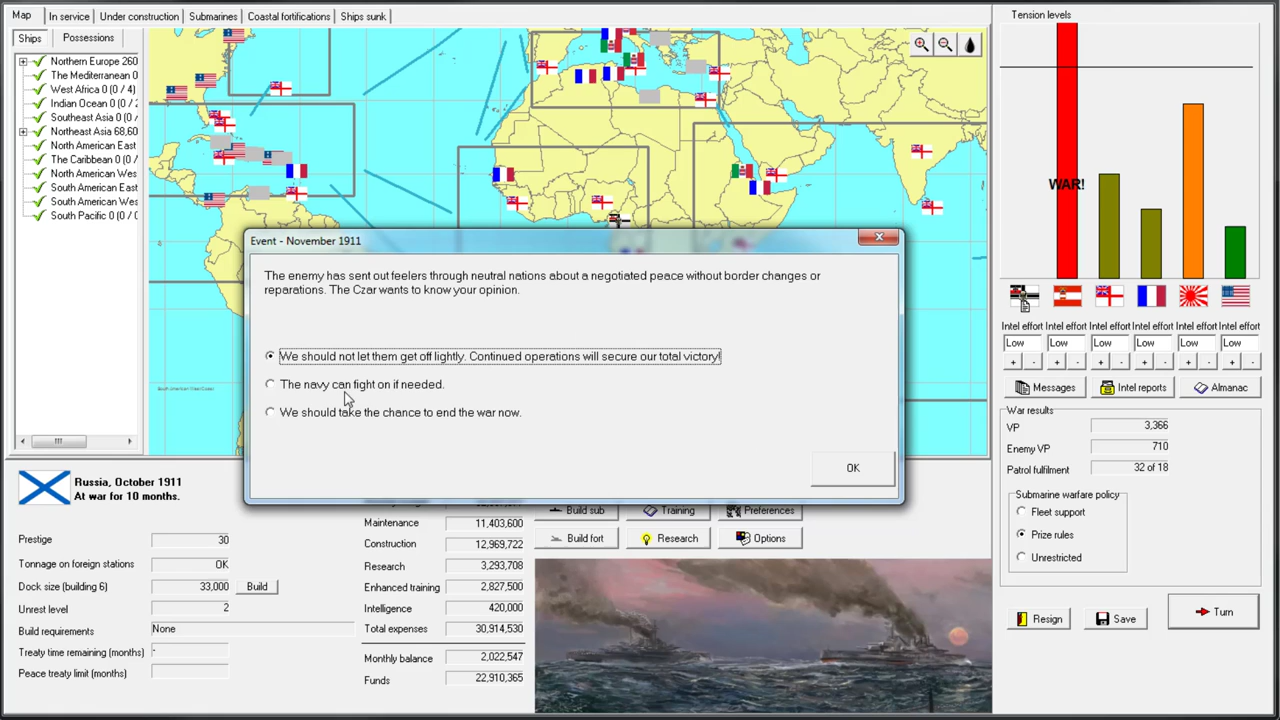 Map
In service
Under construction
Submarines
Coastal fortifications
Ships sunk
Ships
Possessions
Northern Europe 260
The Mediterranean 0
West Africa 0 (0 / 4)
Indian Ocean 0 (0 / 2
Southeast Asia 0 (0 /
Northeast Asia 68,60
North American East
The Caribbean 0 (0 /
North American Wes
South American East
South American Wes
South Pacific 0 (0 / 0
Event - November 1911
The enemy has sent out feelers through neutral nations about a negotiated peace without border changes or
reparations. The Czar wants to know your opinion.
We should not let them get off lightly. Continued operations will secure our total victory!
The navy can fight on if needed.
We should take the chance to end the war now.
OK
Russia, October 1911
At war for 10 months.
Prestige 30
Tonnage on foreign stations OK
Dock size (building 6) 33,000 Build
Unrest level 2
Build requirements None
Treaty time remaining (months) -
Peace treaty limit (months)
Maintenance 11,403,600
Construction 12,969,722
Research 3,293,708
Enhanced training 2,827,500
Intelligence 420,000
Total expenses 30,914,530
Monthly balance 2,022,547
Funds 22,910,365
Build sub
Training
Preferences
Build fort
Research
Options
Tension levels
WAR!
Intel effort Intel effort Intel effort Intel effort Intel effort Intel effort
Low Low Low Low Low Low
+ - + - + - + - + - + -
Messages
Intel reports
Almanac
War results
VP 3,366
Enemy VP 710
Patrol fulfilment 32 of 18
Submarine warfare policy
Fleet support
Prize rules
Unrestricted
Resign
Save
Turn